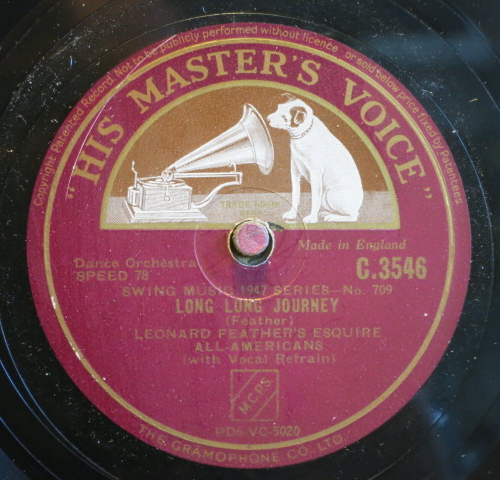 Copyright Patented Record. Not to be publicly performed without licence, or sold below price fixed by Patentees
"HIS MASTER'S VOICE"
TRADE MARK
Made in England
Dance Orchestra
SPEED 78
C.3546
SWING MUSIC 1947 SERIES—No. 709
LONG LONG JOURNEY
(Feather)
LEONARD FEATHER'S ESQUIRE
ALL-AMERICANS
(with Vocal Refrain)
M.C.P.S
PD6-VC-5020
THE GRAMOPHONE CO. LTD.